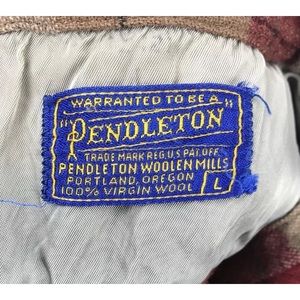 WARRANTED TO BE A
"PENDLETON"
TRADE MARK REG. U.S. PAT. OFF.
PENDLETON WOOLEN MILLS
PORTLAND, OREGON
100% VIRGIN WOOL
L